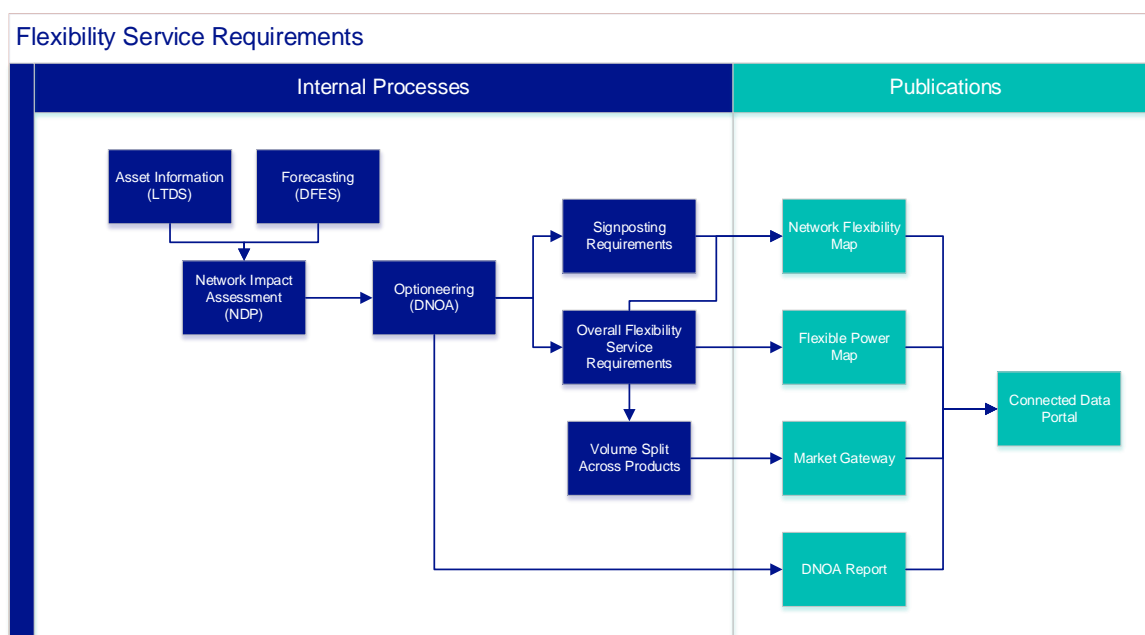 Flexibility Service Requirements
Internal Processes
Publications
Asset Information
(LTDS)
Forecasting
(DFES)
Signposting
Requirements
Network Flexibility
Map
Network Impact
Assessment
(NDP)
Optioneering
(DNOA)
Overall Flexibility
Service
Requirements
Flexible Power
Map
Connected Data
Portal
Volume Split
Across Products
Market Gateway
DNOA Report